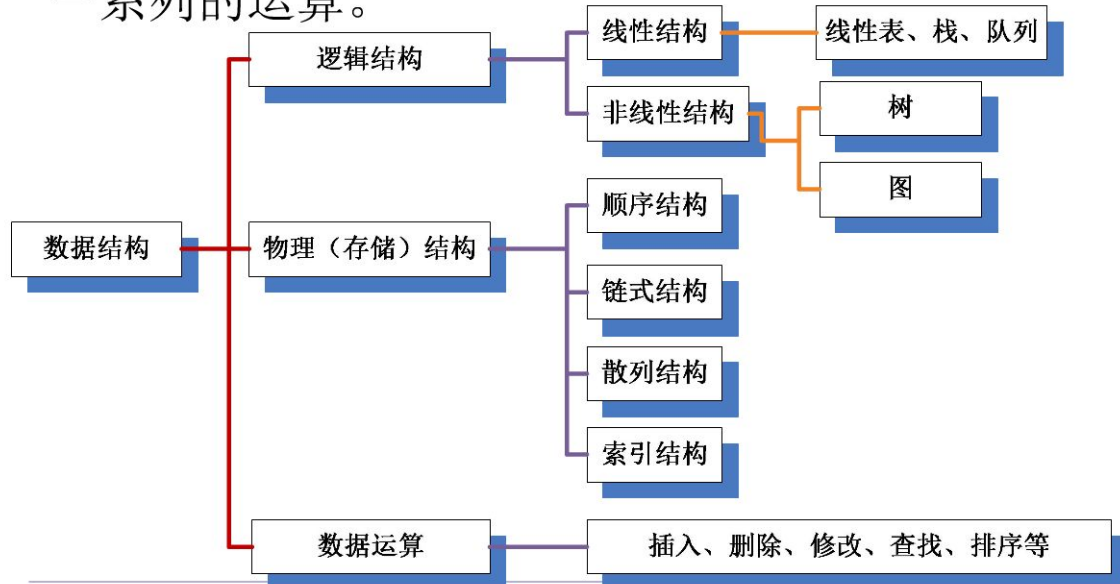 一系列的运算。
数据结构
逻辑结构
线性结构
线性表、栈、队列
非线性结构
树
图
物理（存储）结构
顺序结构
链式结构
散列结构
索引结构
数据运算
插入、删除、修改、查找、排序等